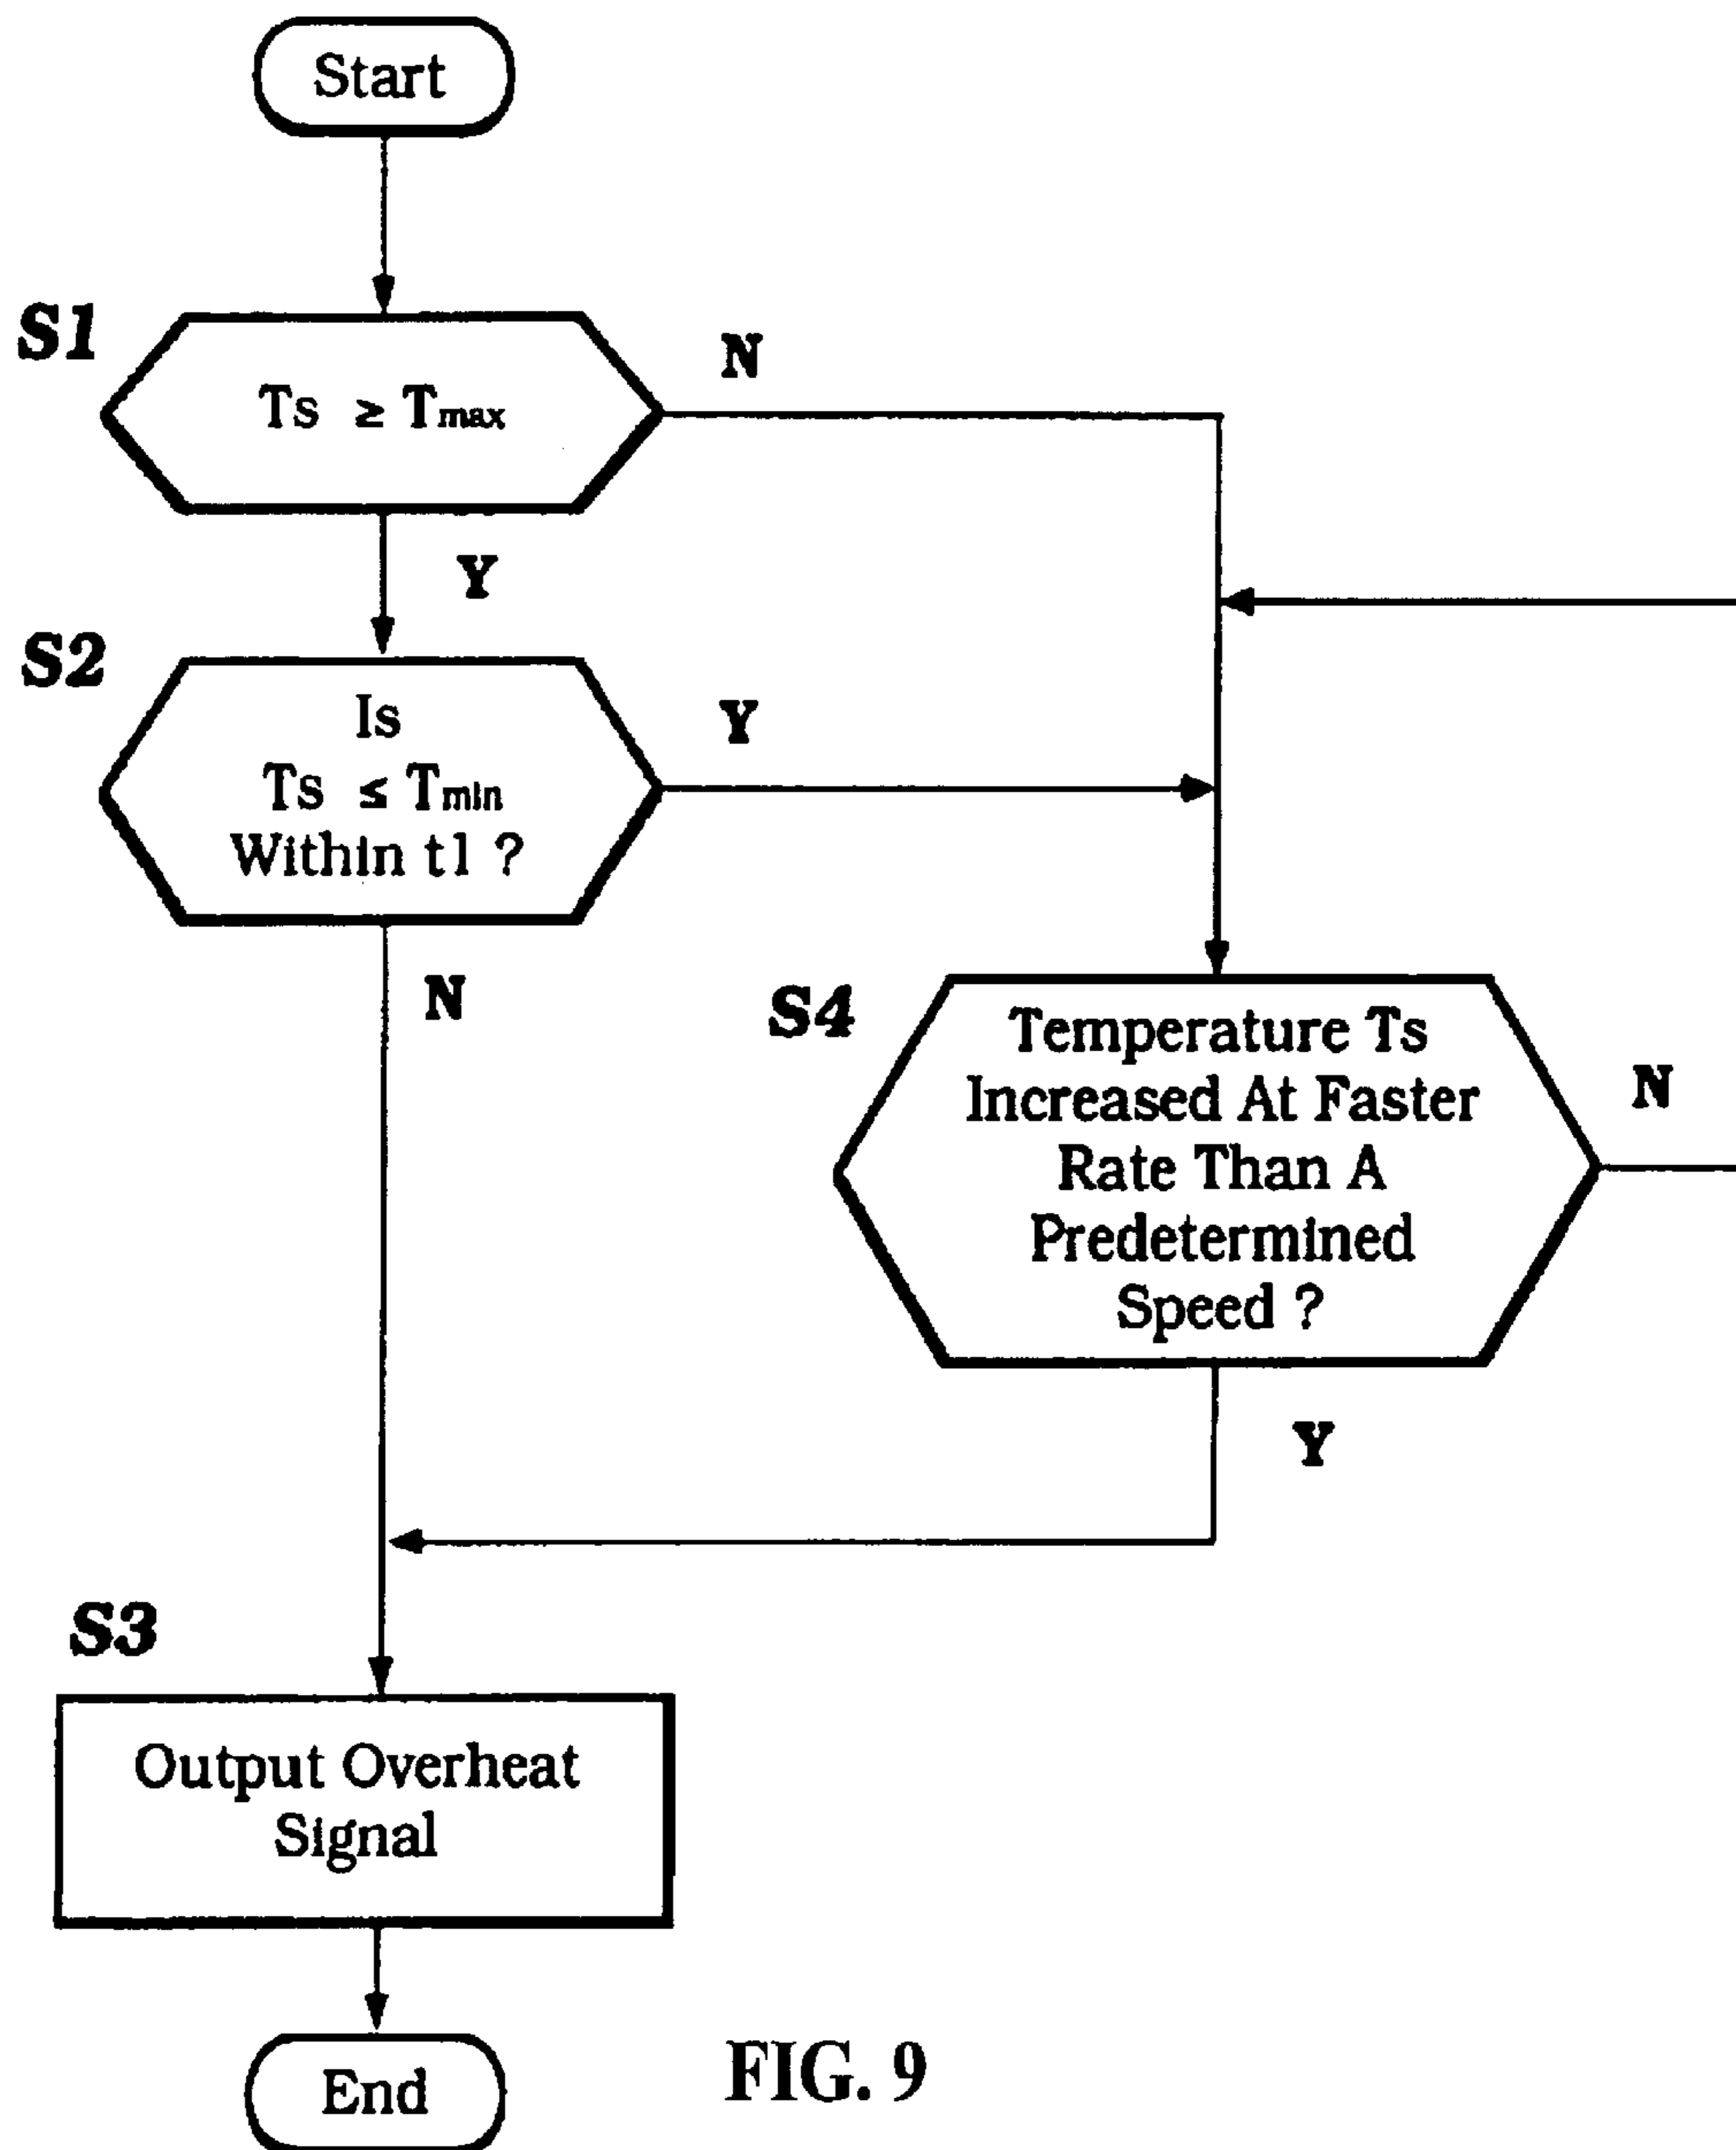 Start
S1
Ts ≥ Tmax
N
Y
S2
Is
Ts ≤ Tmin
Within t1 ?
Y
N
S4
Temperature Ts
Increased At Faster
Rate Than A
Predetermined
Speed ?
N
Y
S3
Output Overheat
Signal
End
FIG. 9